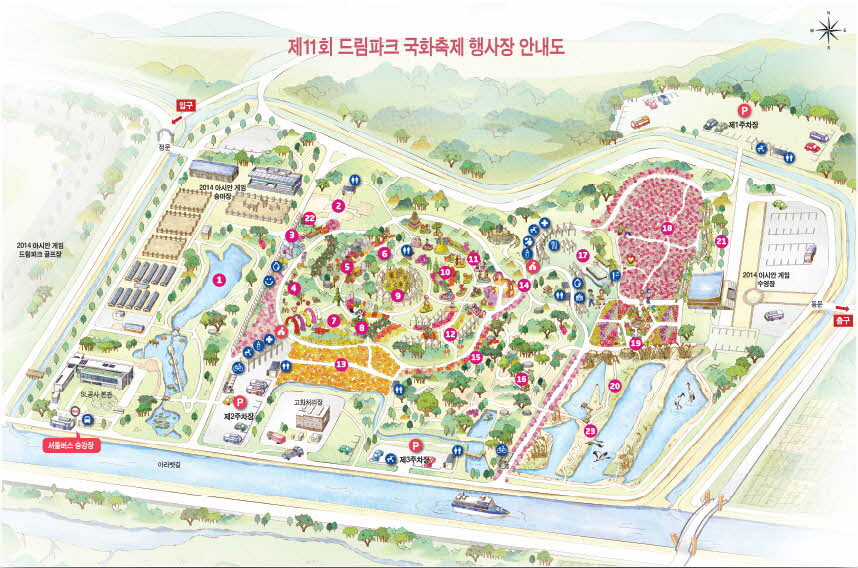 제11회 드림파크 국화축제 행사장 안내도
N
W E
S
입구
정문
P
제1주차장
2014 아시안 게임
승마장
2014 아시안 게임
드림파크 골프장
2014 아시안 게임
수영장
동문
출구
1
2
3
4
5
6
7
8
9
10
11
12
13
14
15
16
17
18
19
20
21
22
23
SL공사 본관
셔틀버스 승강장
P
제2주차장
고화처리장
P
제3주차장
아라뱃길